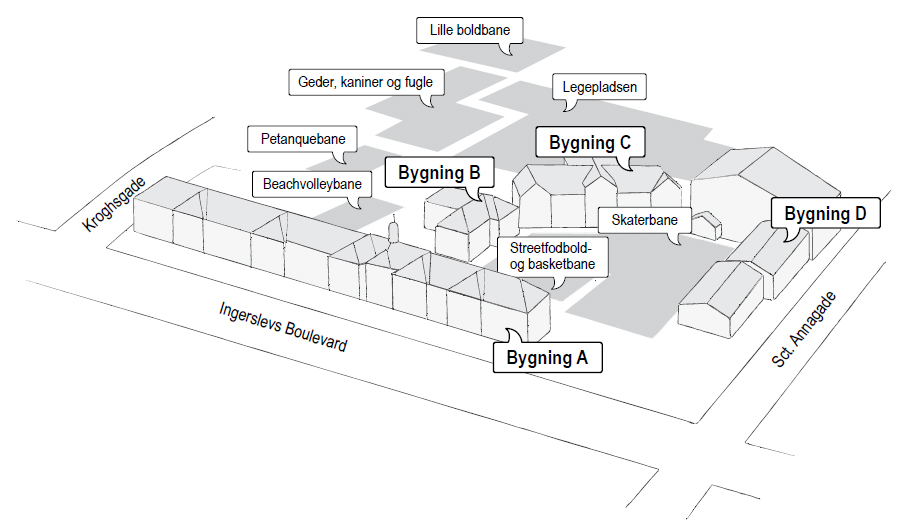 Lille boldbane
Geder, kaniner og fugle
Legepladsen
Petanquebane
Bygning C
Bygning B
Beachvolleybane
Kroghsgade
Skaterbane
Bygning D
Streetfodbold-
og basketbane
Ingerslevs Boulevard
Bygning A
Sct. Annagade